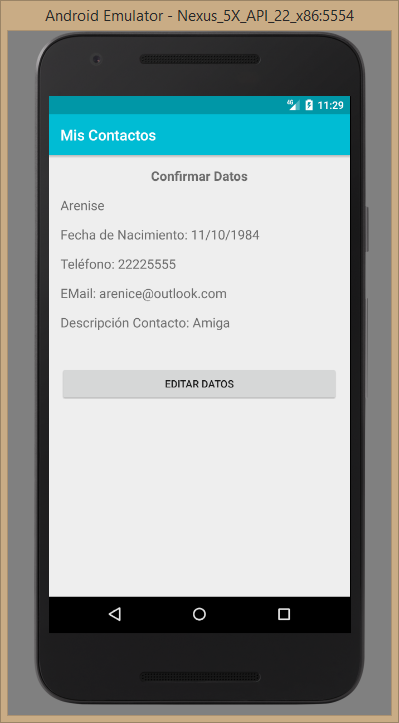 Android Emulator - Nexus_5X_API_22_x86:5554
4G 11:29
Mis Contactos
Confirmar Datos
Arenise
Fecha de Nacimiento: 11/10/1984
Teléfono: 22225555
EMail: arenice@outlook.com
Descripción Contacto: Amiga
EDITAR DATOS